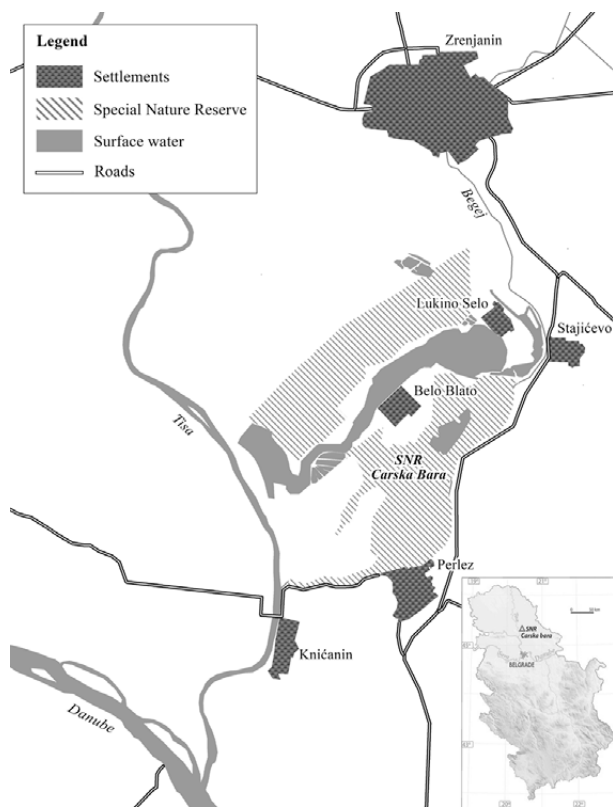 Legend
Settlements
Special Nature Reserve
Surface water
Roads
Zrenjanin
Begej
Lukino Selo
Stajićevo
Belo Blato
Tisa
SNR
Carska Bara
Perlez
Knićanin
Danube
SNR
Carska bara
BELGRADE